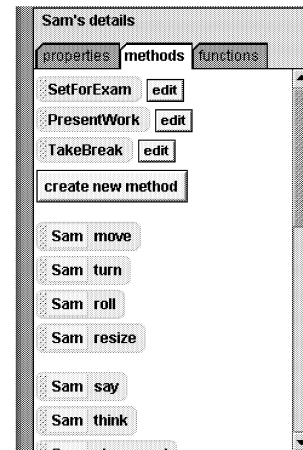 Sam's details
properties methods functions
SetForExam edit
PresentWork edit
TakeBreak edit
create new method
Sam move
Sam turn
Sam roll
Sam resize
Sam say
Sam think